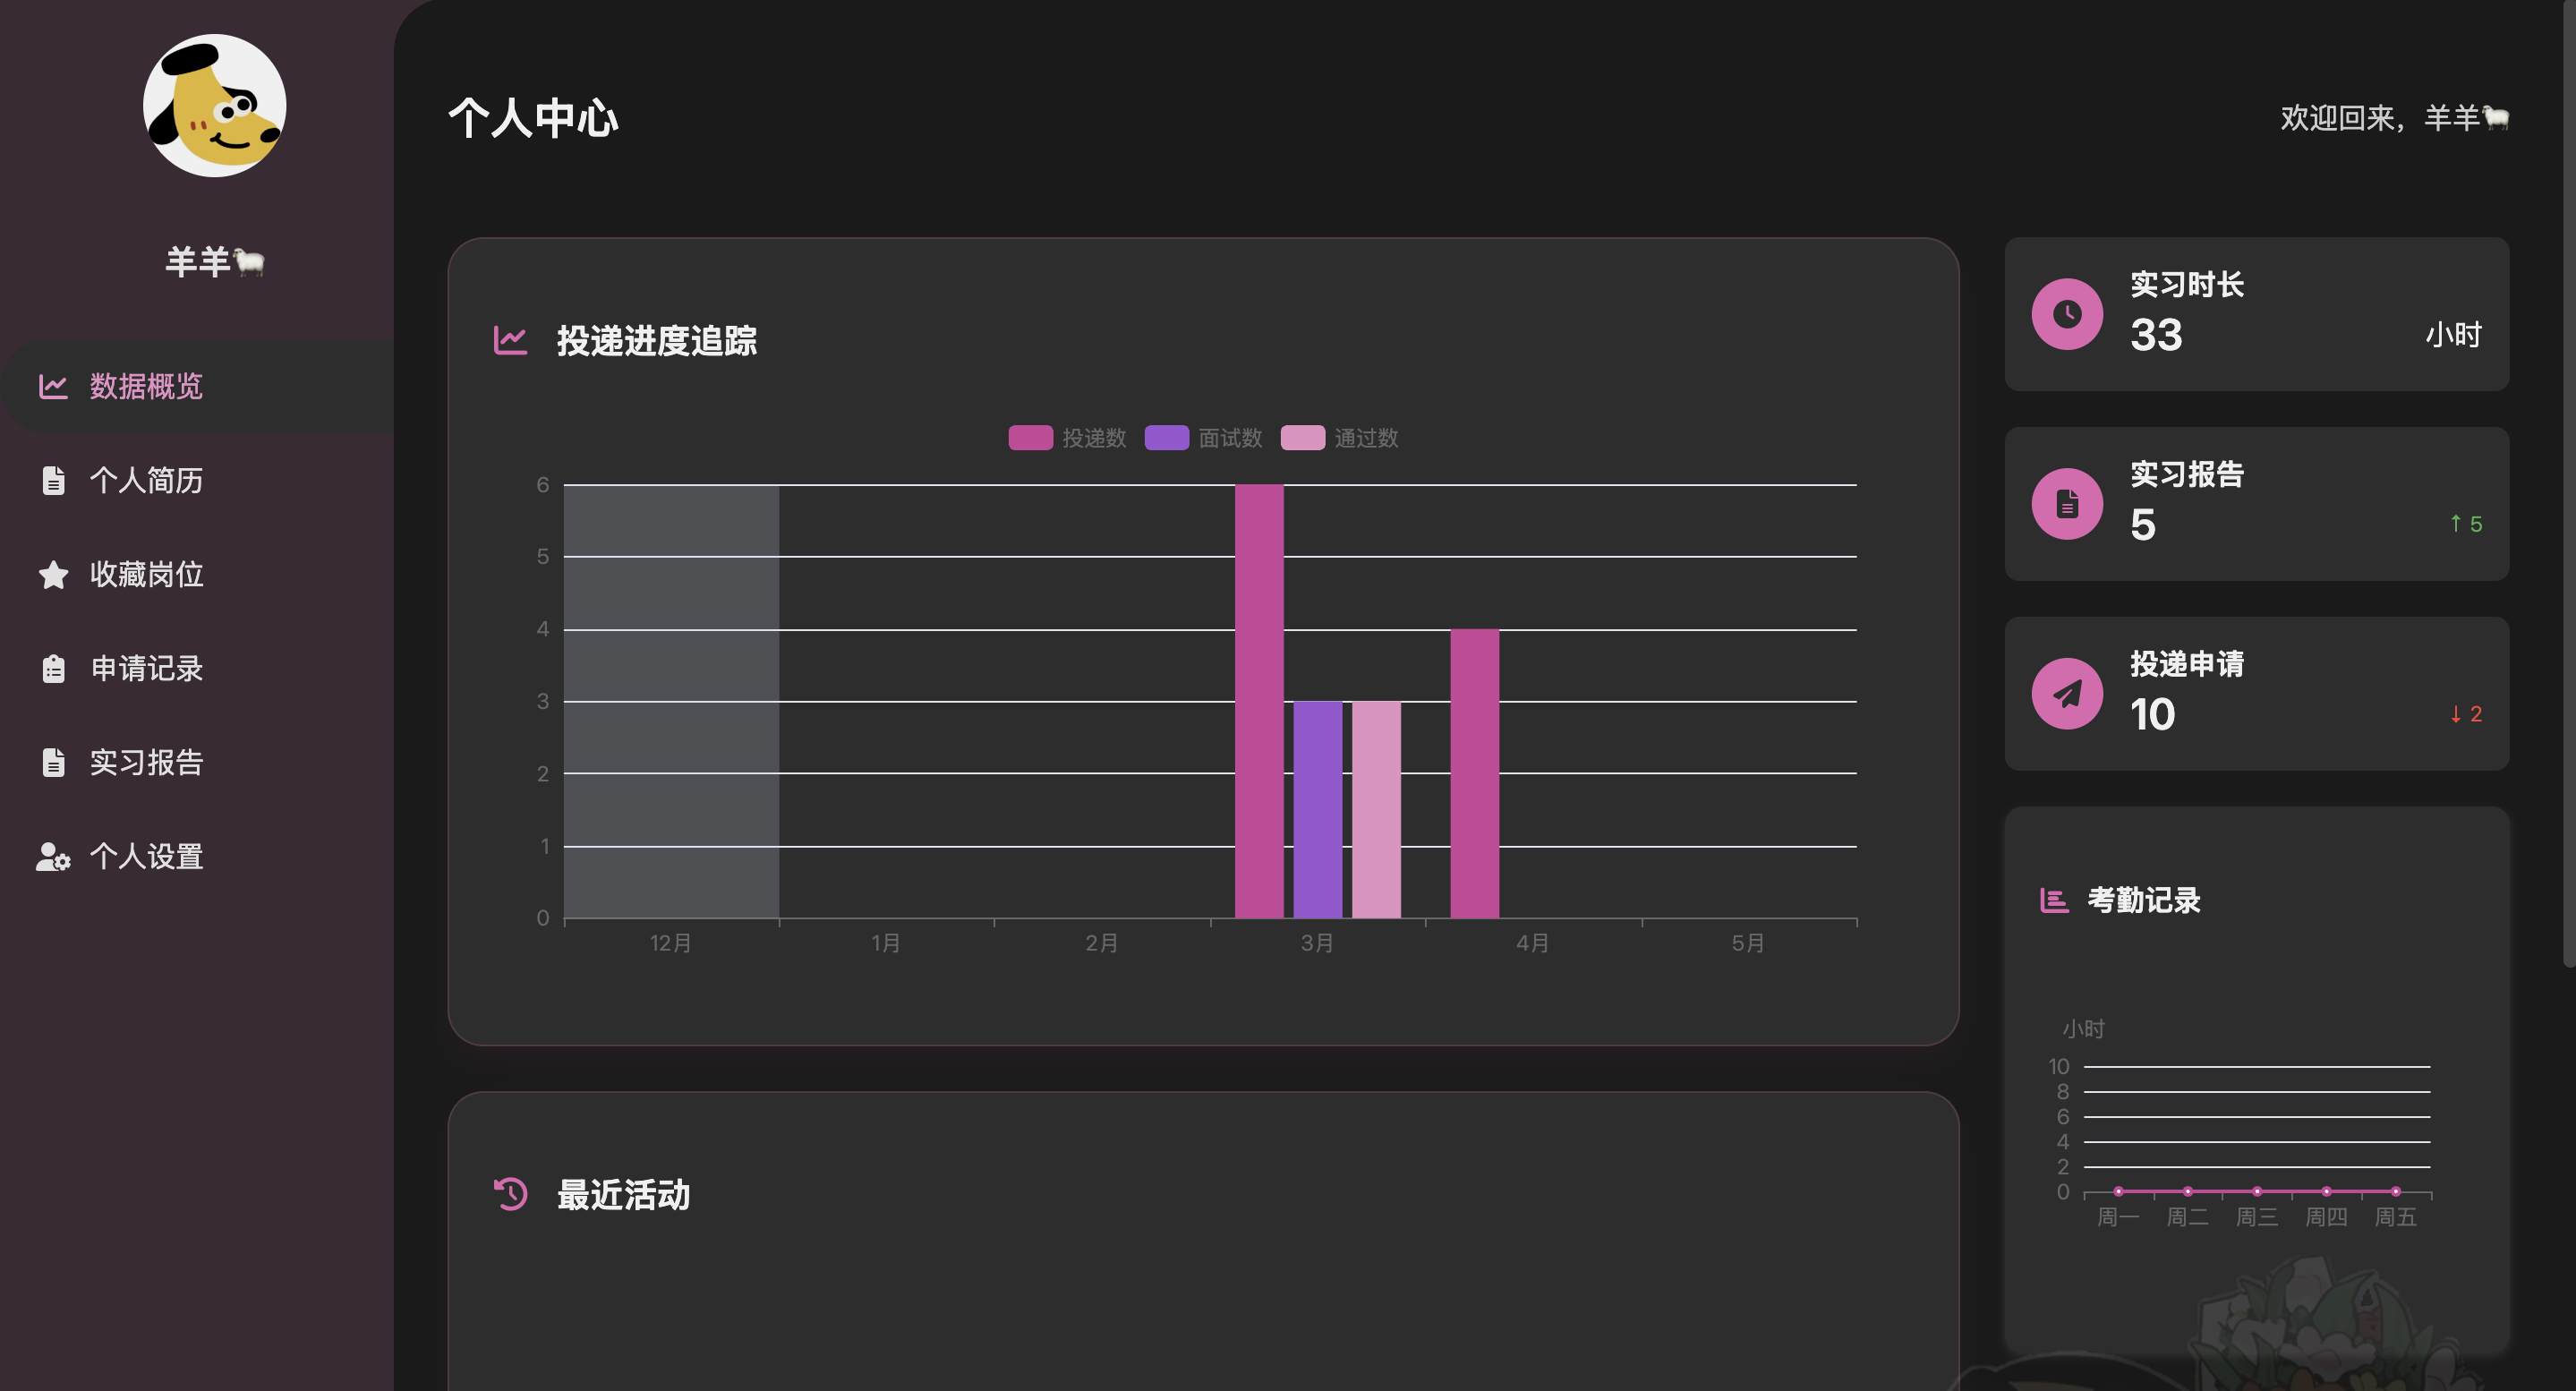 羊羊🐑
数据概览
个人简历
收藏岗位
申请记录
实习报告
个人设置
个人中心
欢迎回来，羊羊🐑
投递进度追踪
投递数 面试数 通过数
6
5
4
3
2
1
0
12月 1月 2月 3月 4月 5月
最近活动
实习时长
33 小时
实习报告
5 ↑ 5
投递申请
10 ↓ 2
考勤记录
小时
10
8
6
4
2
0
周一 周二 周三 周四 周五